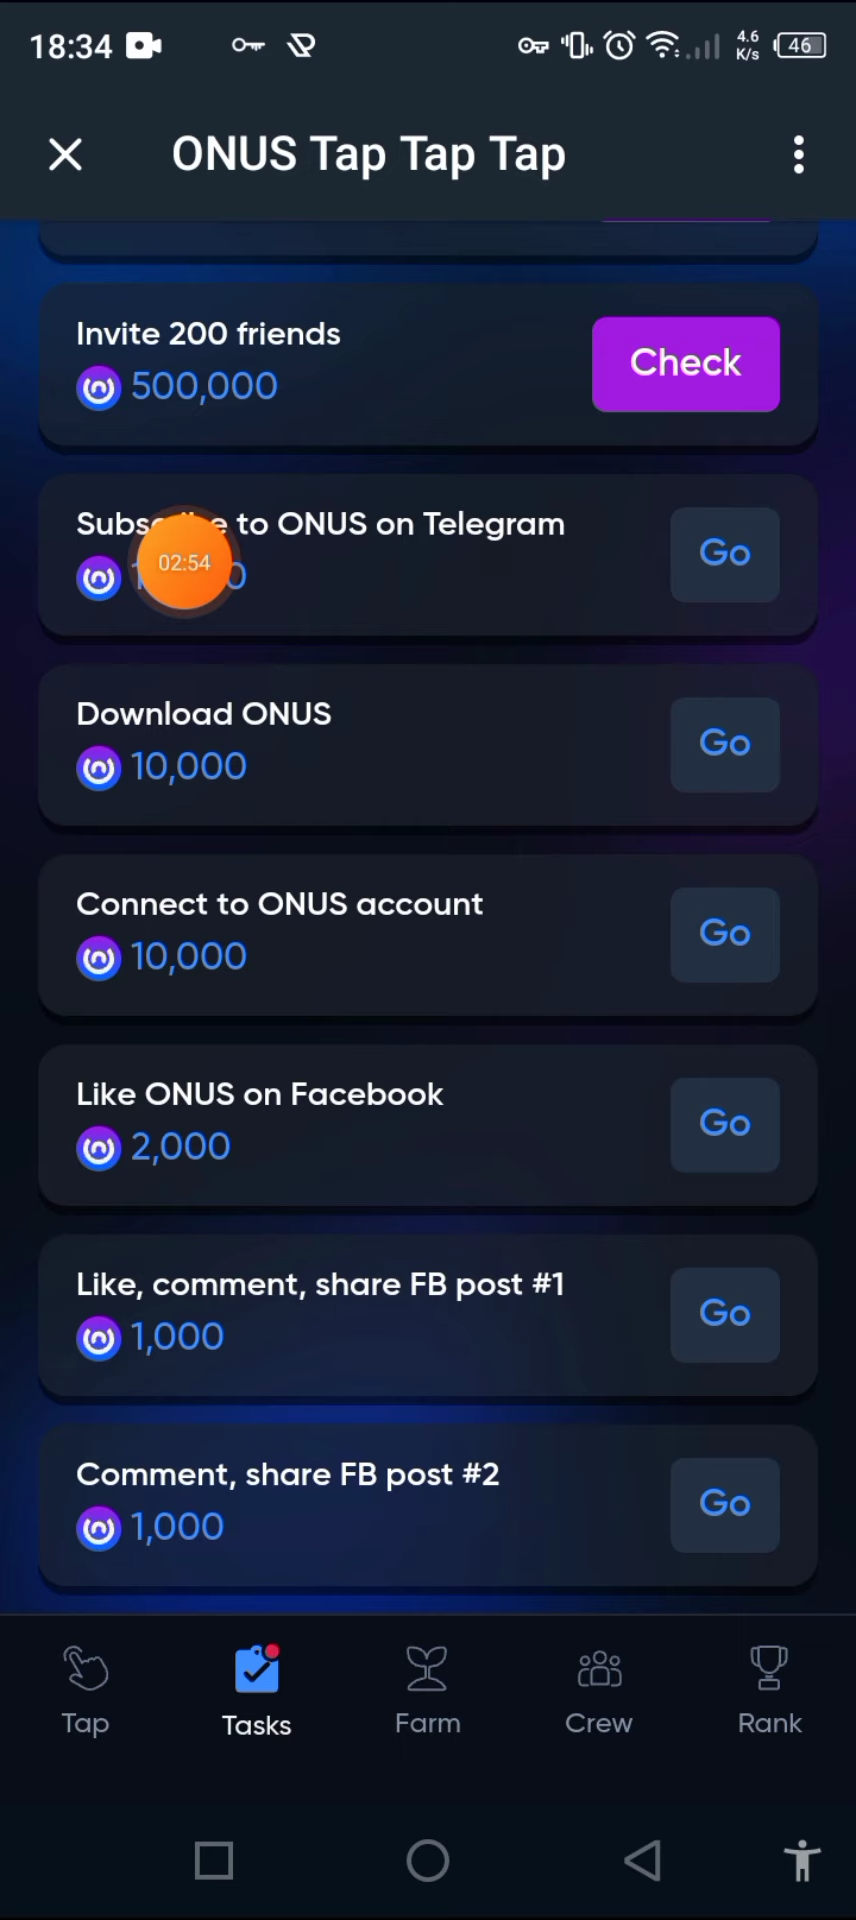 18:34
4.6
K/s
46
ONUS Tap Tap Tap
Invite 200 friends
500,000
Check
to ONUS on Telegram
02:54
Go
Download ONUS
10,000
Go
Connect to ONUS account
10,000
Go
Like ONUS on Facebook
2,000
Go
Like, comment, share FB post #1
1,000
Go
Comment, share FB post #2
1,000
Go
Tap
Tasks
Farm
Crew
Rank